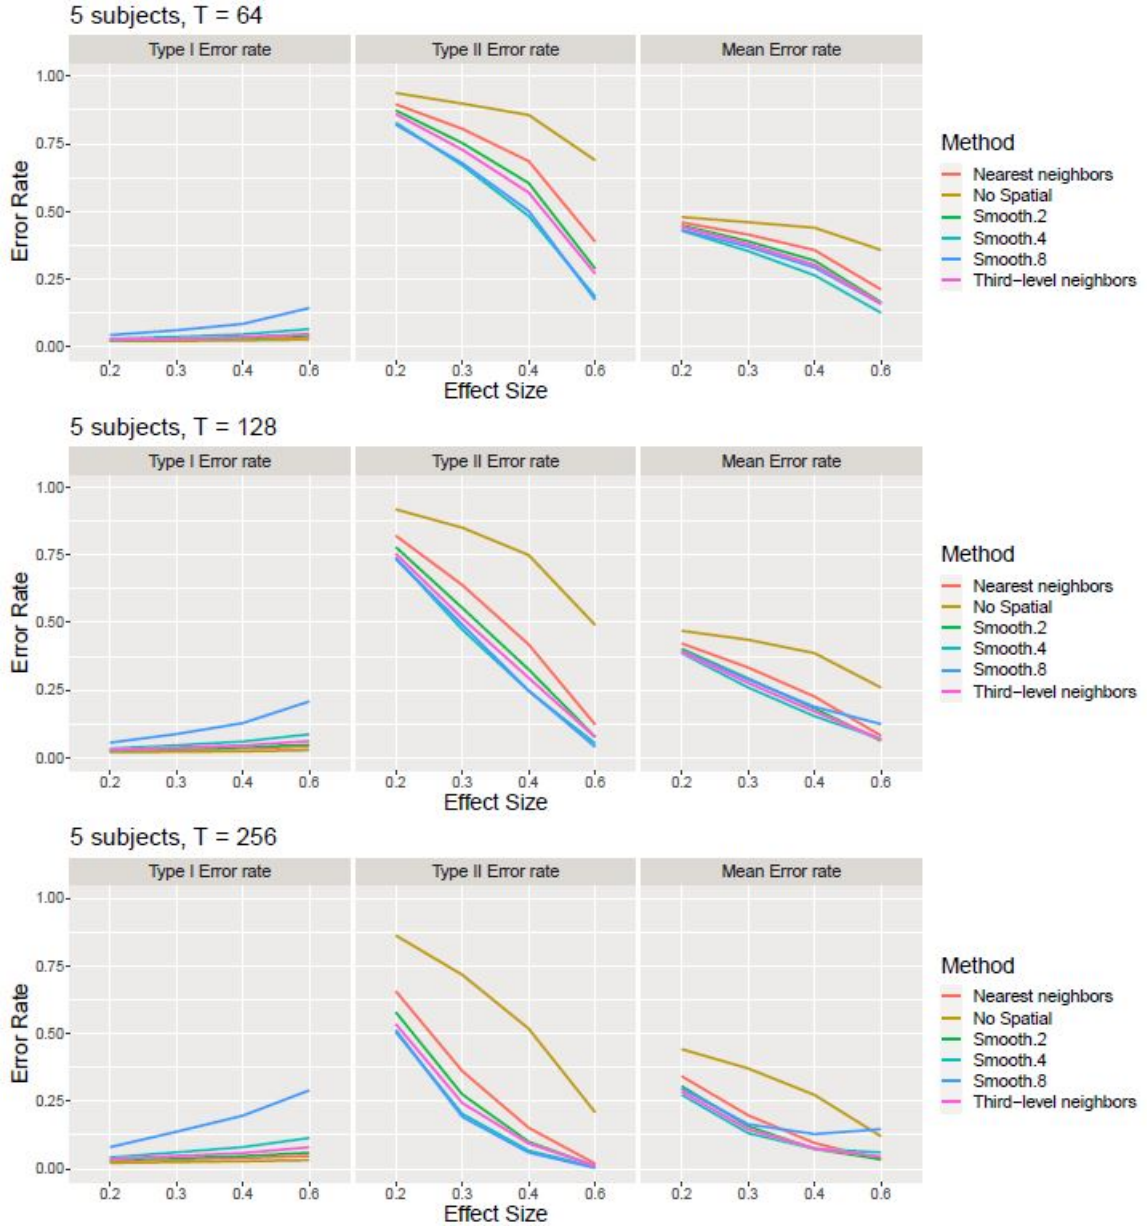 5 subjects, T = 64
Type I Error rate
Type II Error rate
Mean Error rate
1.00
0.75
0.50
0.25
0.00
Error Rate
0.2 0.3 0.4 0.6
0.2 0.3 0.4 0.6
0.2 0.3 0.4 0.6
Effect Size
Method
Nearest neighbors
No Spatial
Smooth.2
Smooth.4
Smooth.8
Third-level neighbors
5 subjects, T = 128
Type I Error rate
Type II Error rate
Mean Error rate
1.00
0.75
0.50
0.25
0.00
Error Rate
0.2 0.3 0.4 0.6
0.2 0.3 0.4 0.6
0.2 0.3 0.4 0.6
Effect Size
Method
Nearest neighbors
No Spatial
Smooth.2
Smooth.4
Smooth.8
Third-level neighbors
5 subjects, T = 256
Type I Error rate
Type II Error rate
Mean Error rate
1.00
0.75
0.50
0.25
0.00
Error Rate
0.2 0.3 0.4 0.6
0.2 0.3 0.4 0.6
0.2 0.3 0.4 0.6
Effect Size
Method
Nearest neighbors
No Spatial
Smooth.2
Smooth.4
Smooth.8
Third-level neighbors